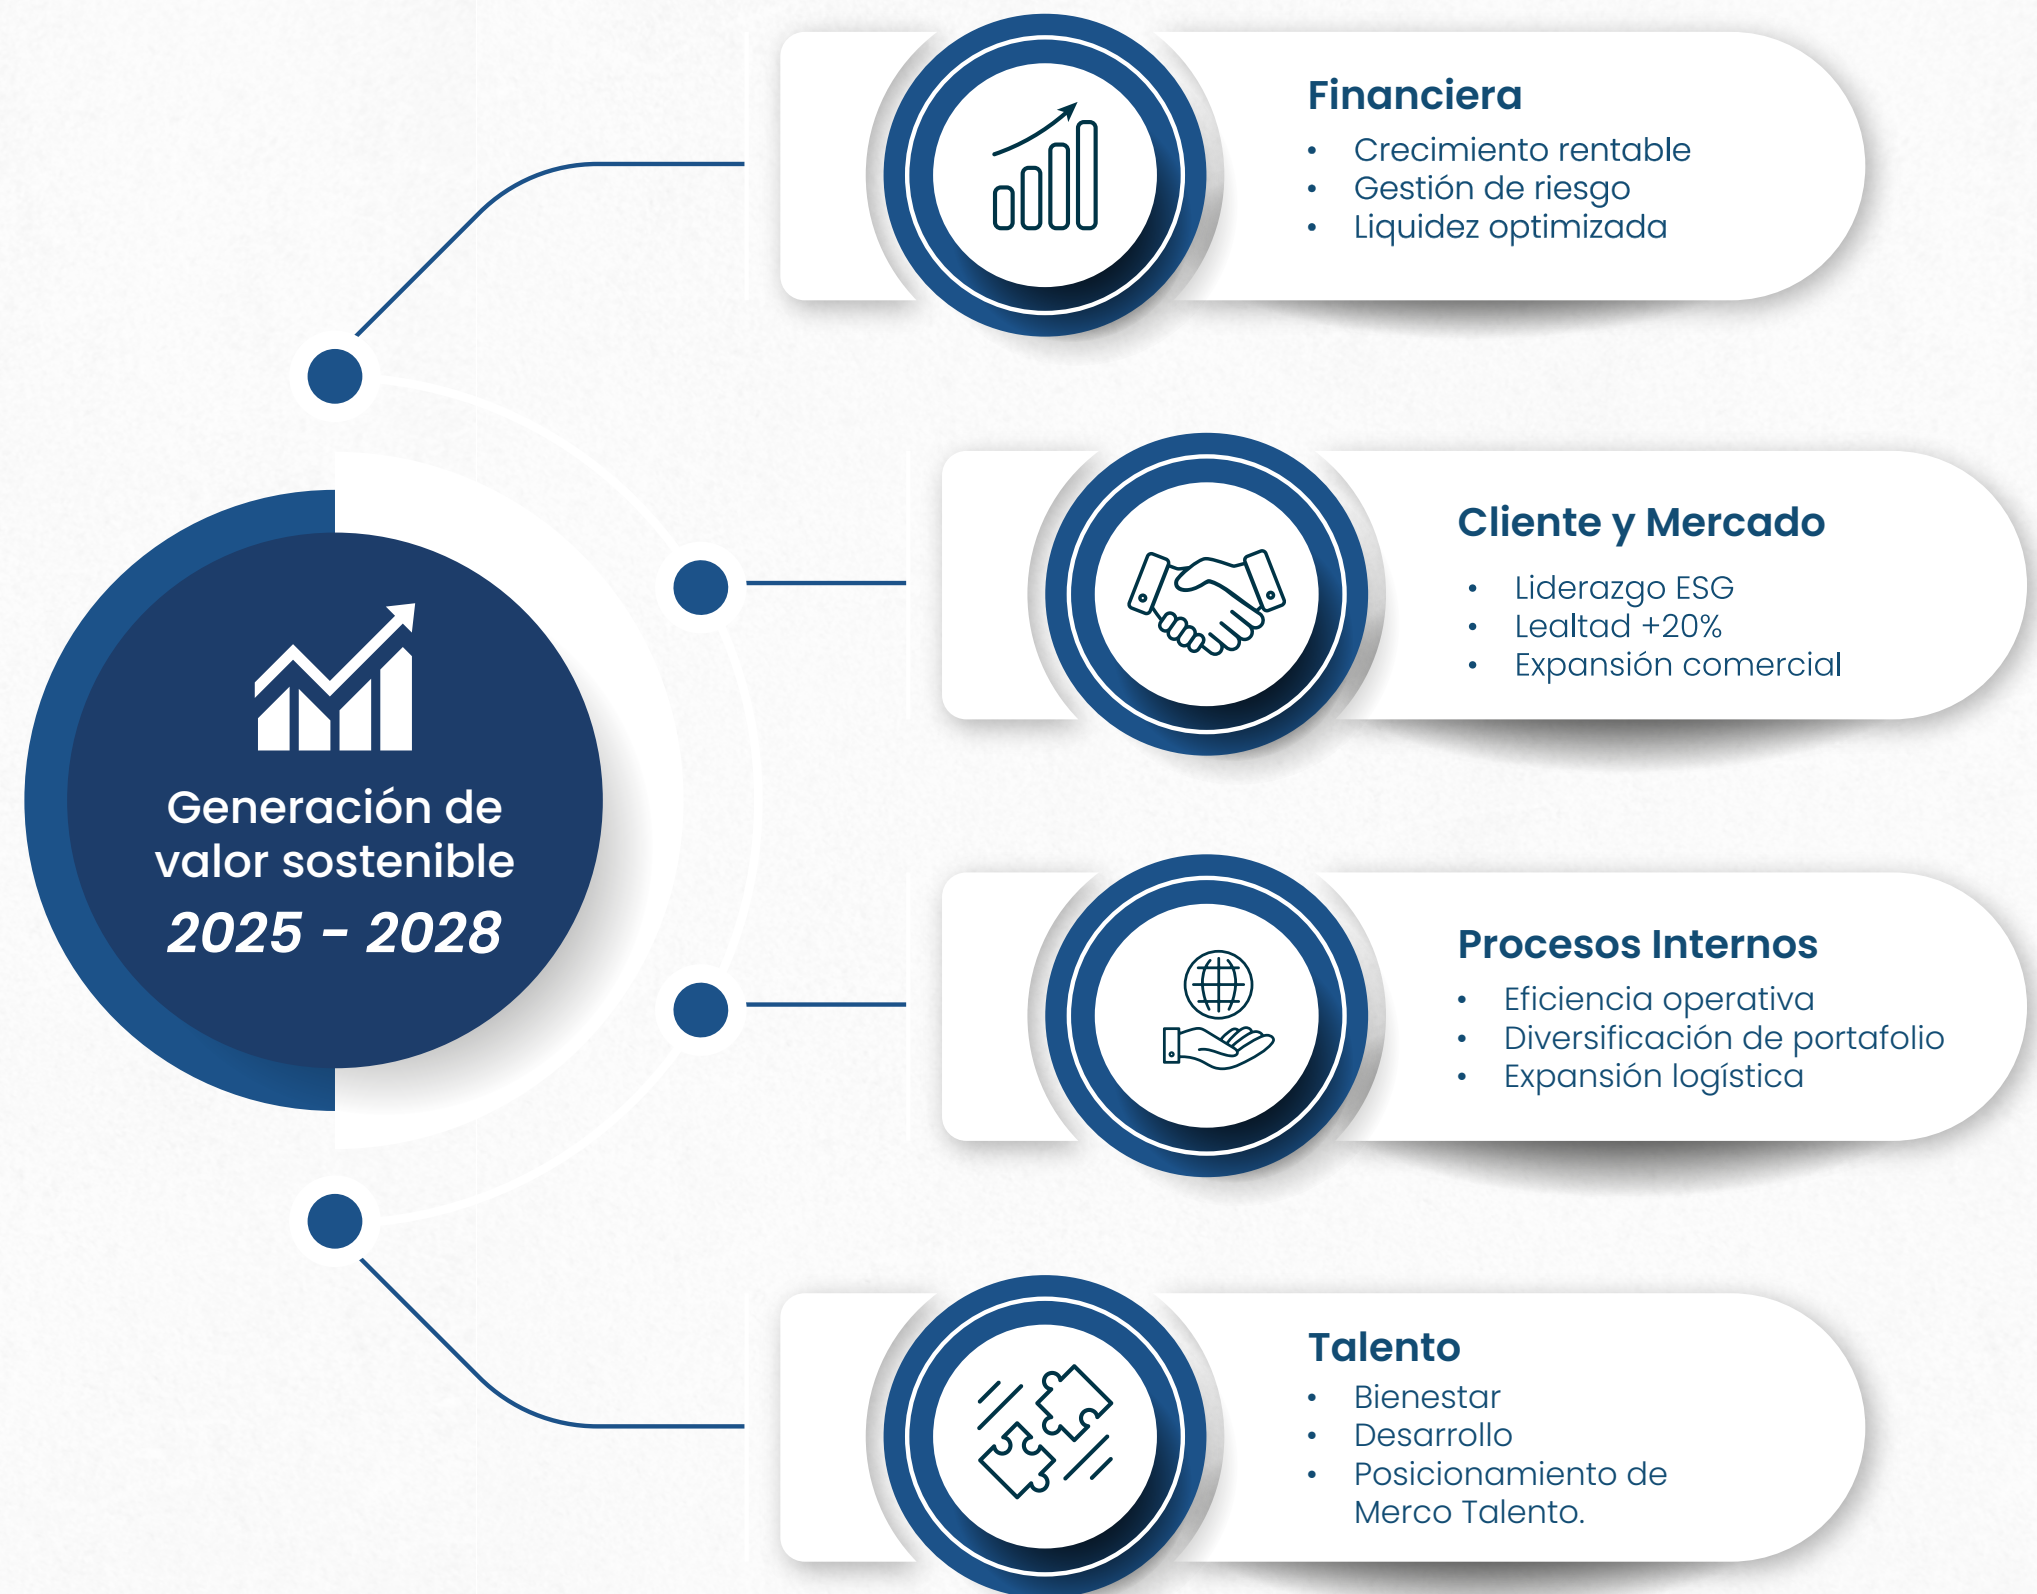 Generación de
valor sostenible
2025 - 2028
Financiera
• Crecimiento rentable
• Gestión de riesgo
• Liquidez optimizada
Cliente y Mercado
• Liderazgo ESG
• Lealtad +20%
• Expansión comercial
Procesos Internos
• Eficiencia operativa
• Diversificación de portafolio
• Expansión logística
Talento
• Bienestar
• Desarrollo
• Posicionamiento de
Merco Talento.